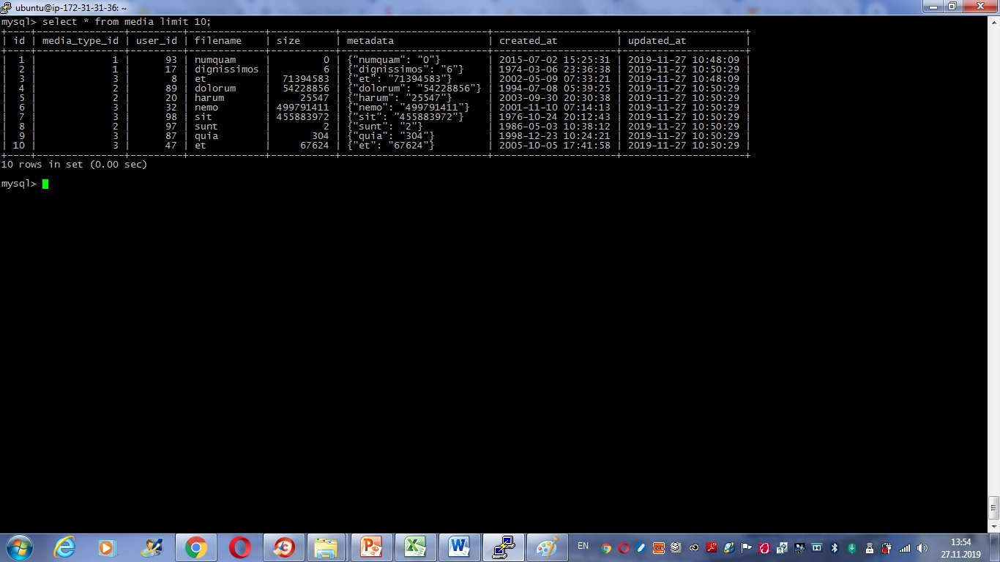 ubuntu@ip-172-31-31-36: ~
mysql> select * from media limit 10;
+----+---------------+---------+-------------+-----------+-------------------------+---------------------+---------------------+
| id | media_type_id | user_id | filename    | size      | metadata                | created_at          | updated_at          |
+----+---------------+---------+-------------+-----------+-------------------------+---------------------+---------------------+
|  1 |             1 |      93 | numquam     |         0 | {"numquam": "0"}        | 2015-07-02 15:25:31 | 2019-11-27 10:48:09 |
|  2 |             1 |      17 | dignissimos |         6 | {"dignissimos": "6"}    | 1974-03-06 23:36:38 | 2019-11-27 10:50:29 |
|  3 |             3 |       8 | et          |  71394583 | {"et": "71394583"}      | 2002-05-09 07:33:21 | 2019-11-27 10:48:09 |
|  4 |             2 |      89 | dolorum     |  54228856 | {"dolorum": "54228856"} | 1994-07-08 05:39:25 | 2019-11-27 10:50:29 |
|  5 |             2 |      20 | harum       |     25547 | {"harum": "25547"}      | 2003-09-30 20:30:38 | 2019-11-27 10:50:29 |
|  6 |             3 |      32 | nemo        | 499791411 | {"nemo": "499791411"}   | 2001-11-10 07:14:13 | 2019-11-27 10:50:29 |
|  7 |             3 |      98 | sit         | 455883972 | {"sit": "455883972"}    | 1976-10-24 20:12:43 | 2019-11-27 10:50:29 |
|  8 |             2 |      97 | sunt        |         2 | {"sunt": "2"}           | 1986-05-03 10:38:12 | 2019-11-27 10:50:29 |
|  9 |             3 |      87 | quia        |       304 | {"quia": "304"}         | 1998-12-23 10:24:21 | 2019-11-27 10:50:29 |
| 10 |             3 |      47 | et          |     67624 | {"et": "67624"}         | 2005-10-05 17:41:58 | 2019-11-27 10:50:29 |
+----+---------------+---------+-------------+-----------+-------------------------+---------------------+---------------------+
10 rows in set (0.00 sec)
mysql>
EN
13:54
27.11.2019